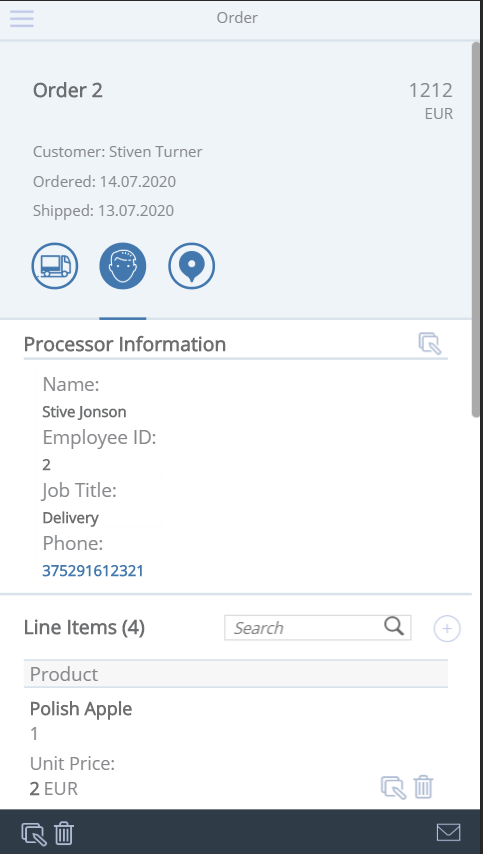 Order
Order 2
1212
EUR
Customer: Stiven Turner
Ordered: 14.07.2020
Shipped: 13.07.2020
Processor Information
Name:
Stive Jonson
Employee ID:
2
Job Title:
Delivery
Phone:
375291612321
Line Items (4)
Search
Product
Polish Apple
1
Unit Price:
2 EUR